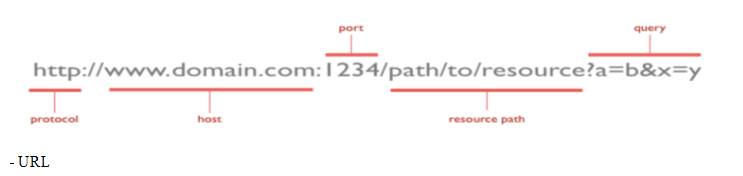 port query
http://www.domain.com:1234/path/to/resource?a=b&x=y
protocol host resource path
- URL